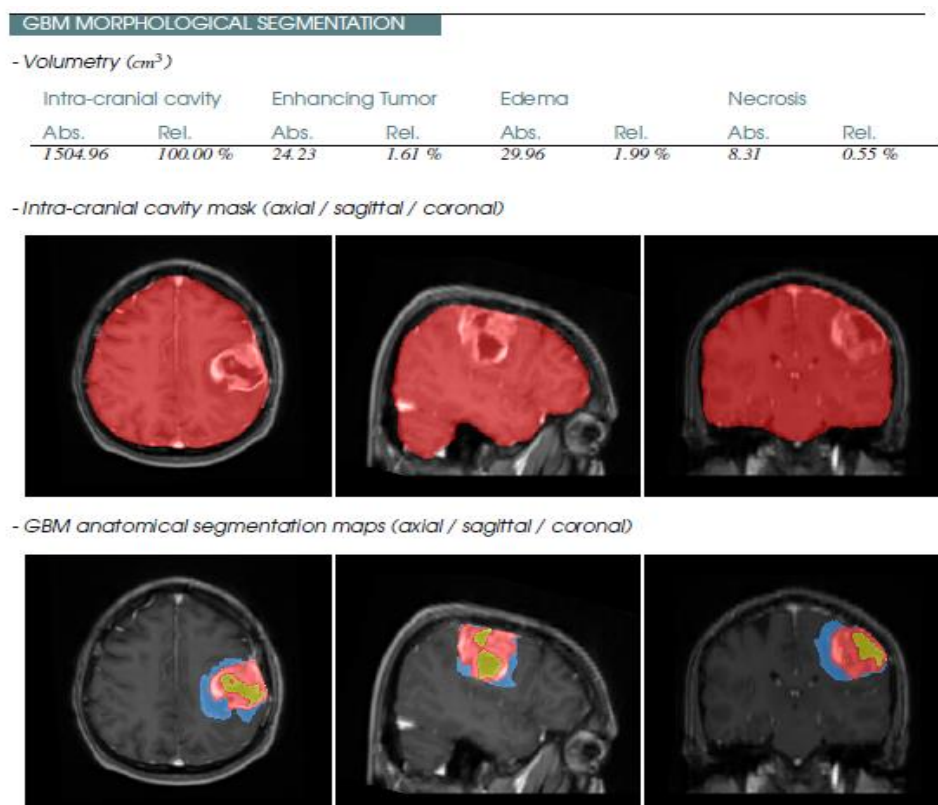 GBM MORPHOLOGICAL SEGMENTATION
- Volumetry (cm³)
Intra-cranial cavity Enhancing Tumor Edema Necrosis
Abs. Rel. Abs. Rel. Abs. Rel. Abs. Rel.
1504.96 100.00 % 24.23 1.61 % 29.96 1.99 % 8.31 0.55 %
- Intra-cranial cavity mask (axial / sagittal / coronal)
- GBM anatomical segmentation maps (axial / sagittal / coronal)